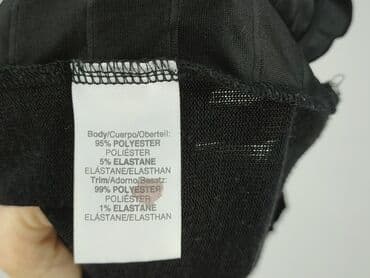 Body/Cuerpo/Oberteil:
95% POLYESTER
POLIÉSTER
5% ELASTANE
ELÁSTANE/ELASTHAN
Trim/Adorno/Besatz:
99% POLYESTER
POLIÉSTER
1% ELASTANE
ELÁSTANE/ELASTHAN